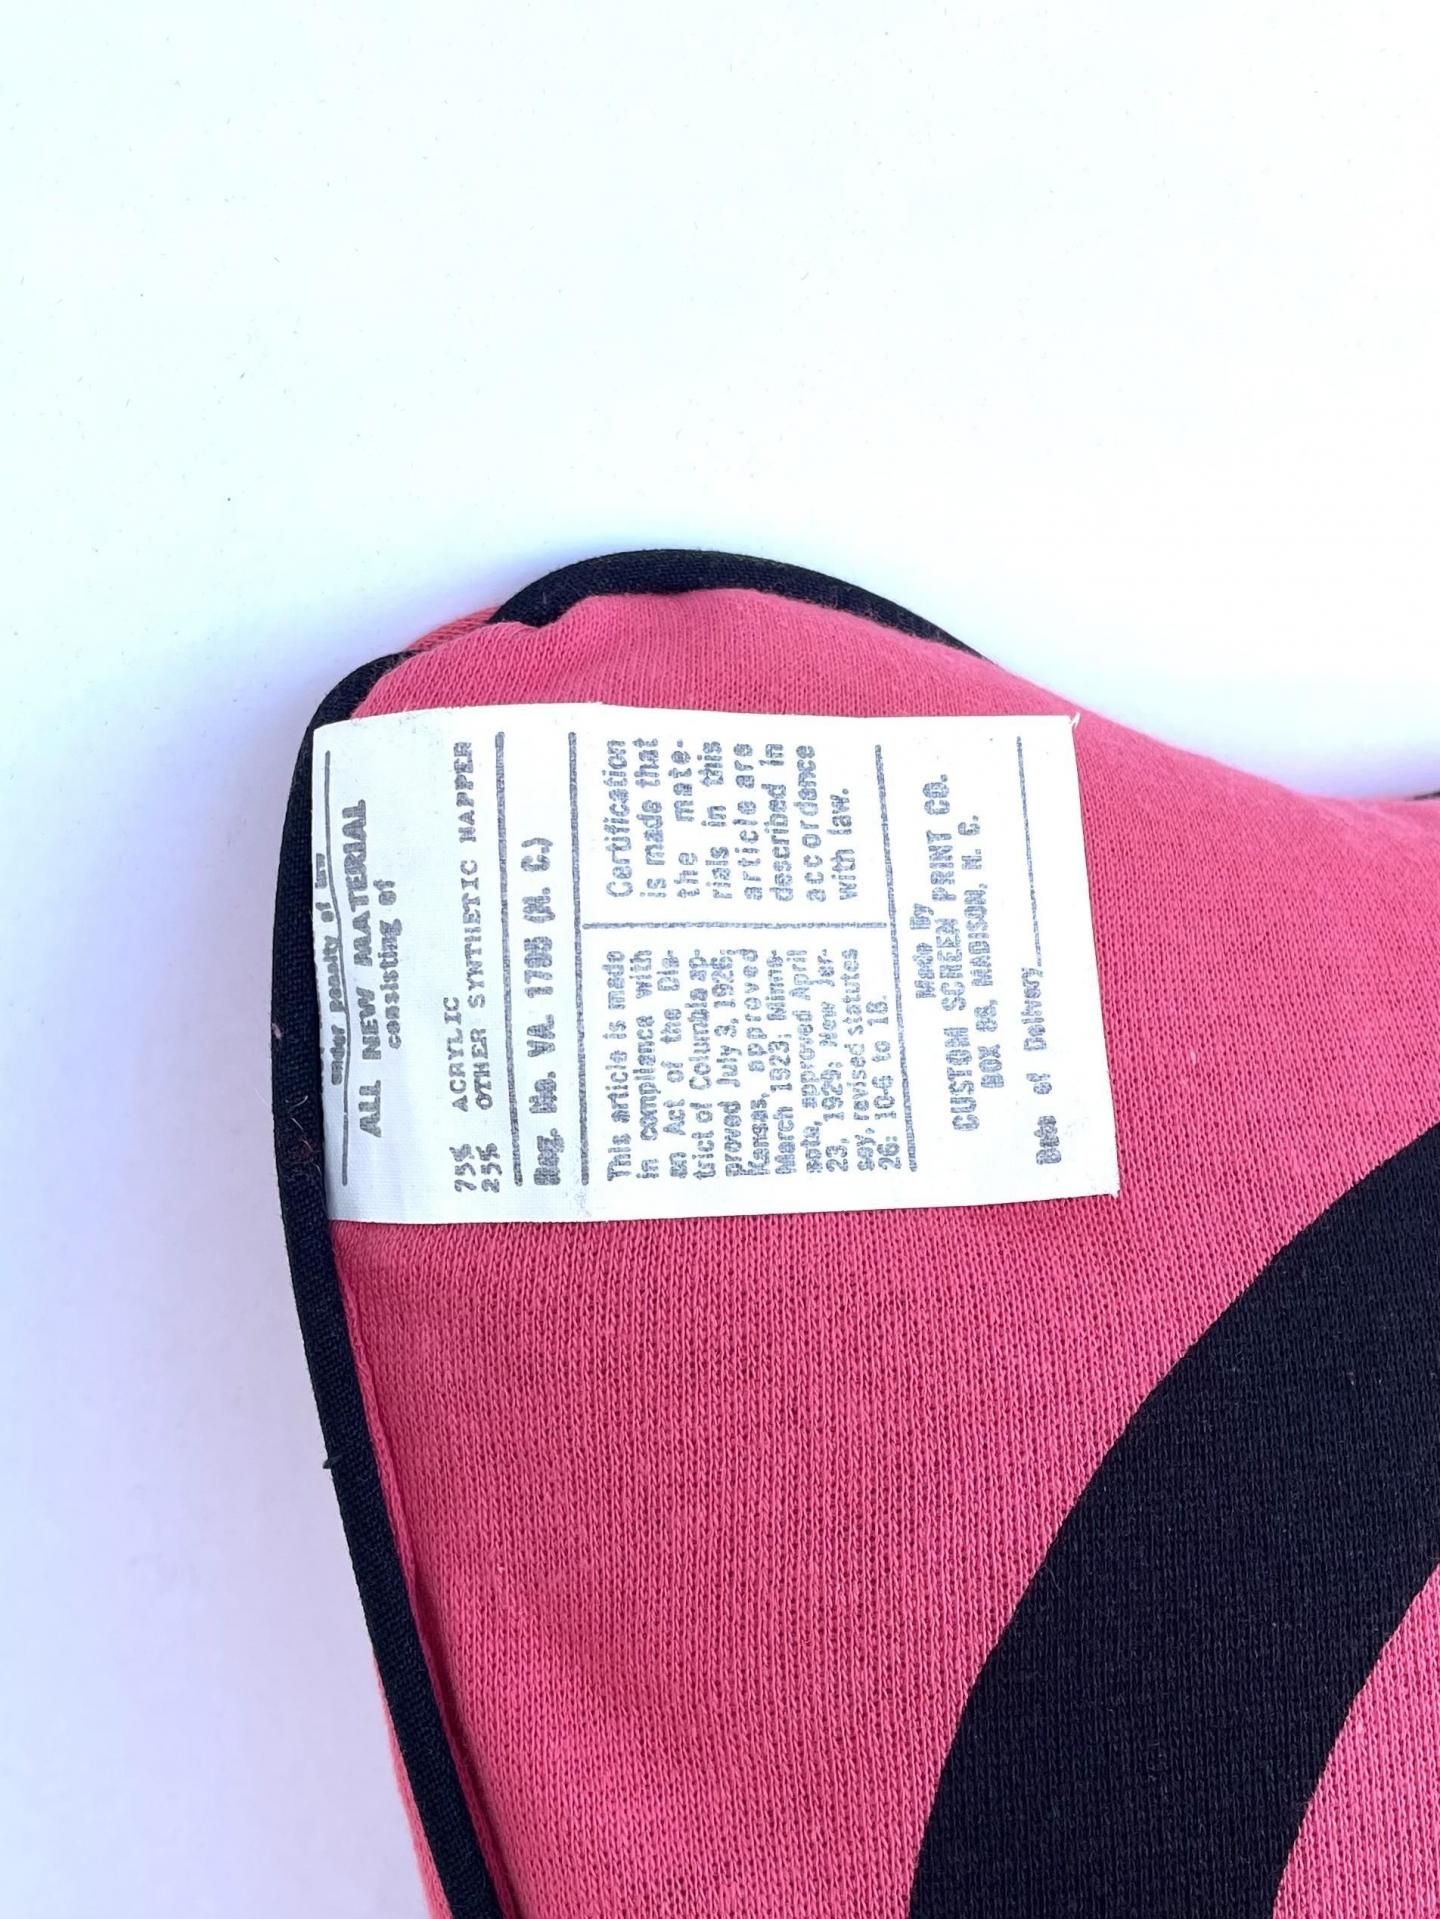 under penalty of law
ALL NEW MATERIAL
consisting of
75% ACRYLIC
25% OTHER SYNTHETIC NAPPER
Reg. No. VA. 1795 (N. C.)
This article is made
in compliance with
an Act of the Dis-
trict of Columbia ap-
proved July 3, 1926;
Kansas, approved
March 1923; Minne-
sota, approved April
23, 1929; New Jer-
sey, revised statutes
26: 10-6 to 18.
Certification
is made that
the mate-
rials in this
article are
described in
accordance
with law.
Made By
CUSTOM SCREEN PRINT CO.
BOX 88, MADISON, N. C.
Date of Delivery